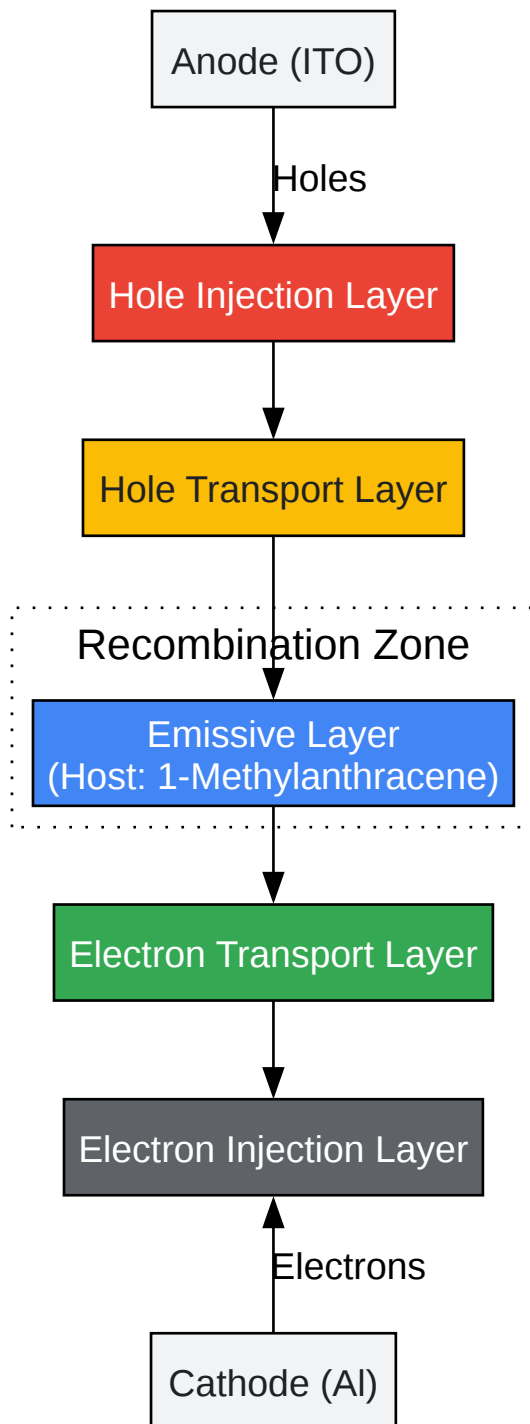 Anode (ITO)
Holes
Hole Injection Layer
Hole Transport Layer
Recombination Zone
Emissive Layer
(Host: 1-Methylanthracene)
Electron Transport Layer
Electron Injection Layer
Electrons
Cathode (Al)